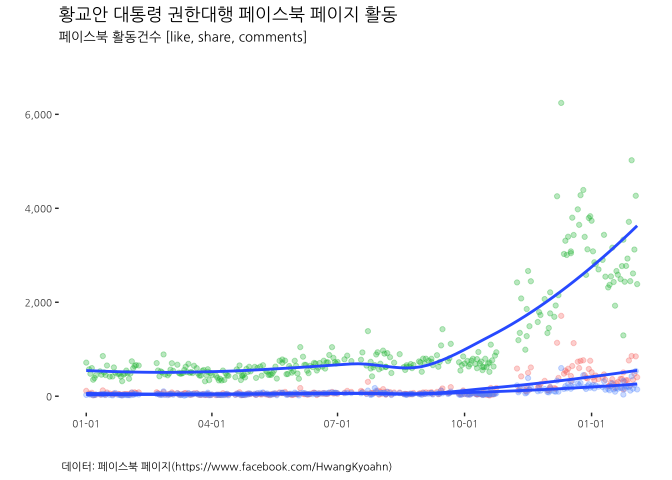 황교안 대통령 권한대행 페이스북 페이지 활동
페이스북 활동건수 [like, share, comments]
6,000
4,000
2,000
0
01-01 04-01 07-01 10-01 01-01
데이터: 페이스북 페이지(https://www.facebook.com/HwangKyoahn)